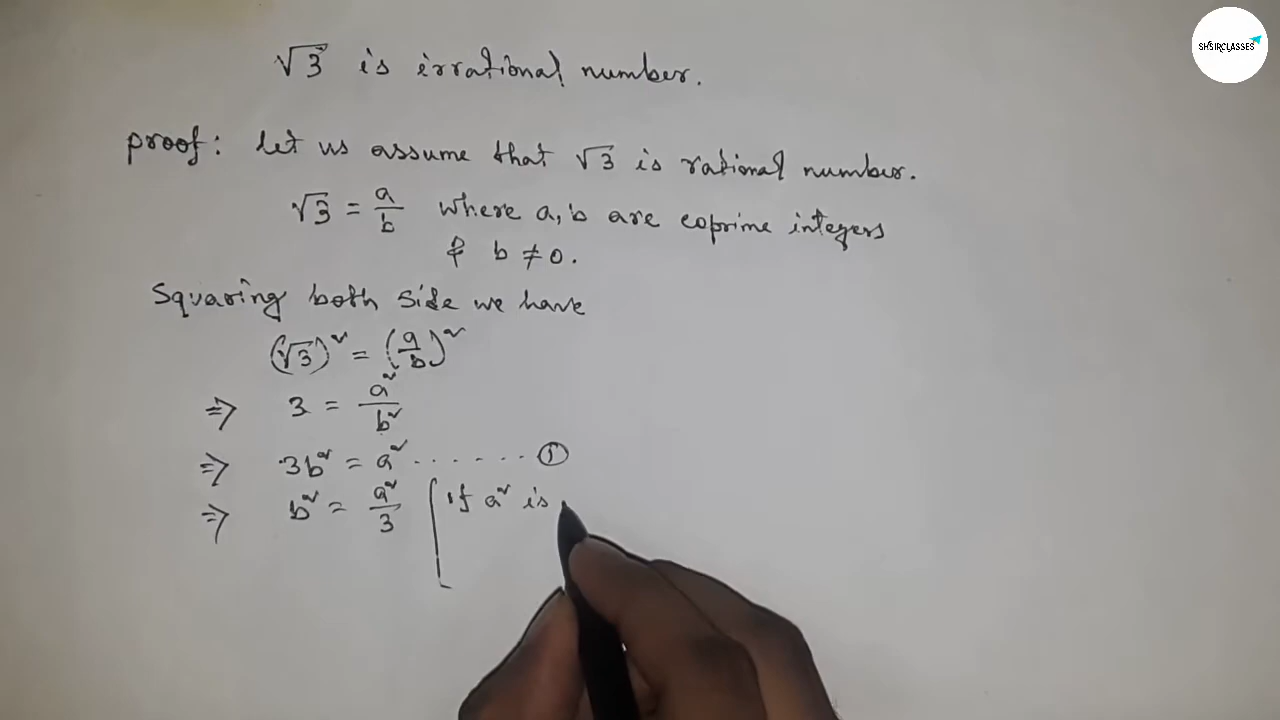 SHSIRCLASSES
√3 is irrational number.
proof: let us assume that √3 is rational number.
√3 = a/b where a, b are coprime integers
& b ≠ 0.
Squaring both side we have
(√3)² = (a/b)²
⇒ 3 = a²/b²
⇒ 3b² = a² ...... ①
⇒ b² = a²/3 [If a² is